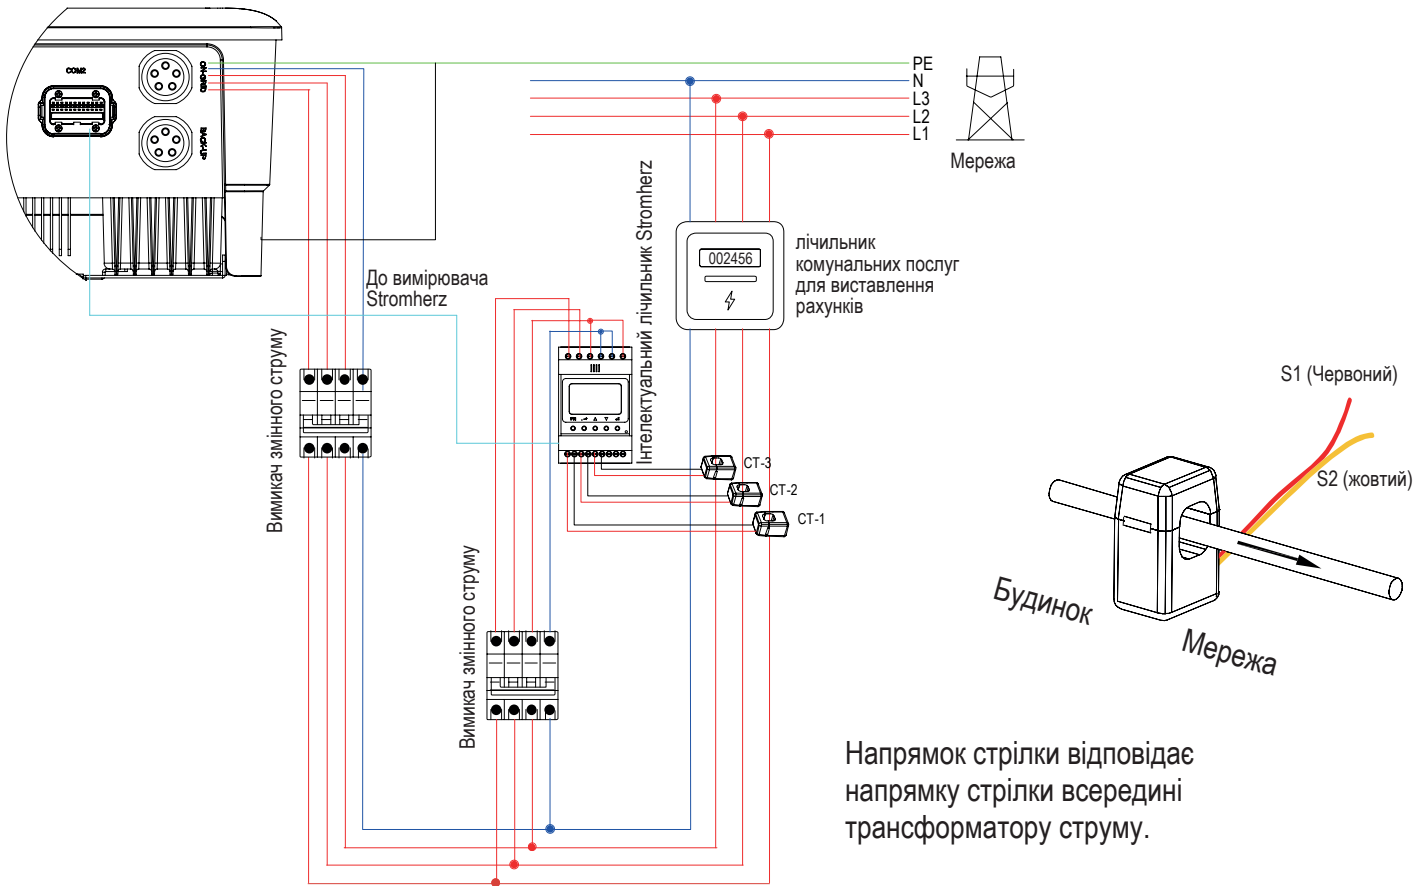 COM2
ON-GRID
BACK-UP
PE
N
L3
L2
L1
Мережа
До вимірювача
Stromherz
Інтелектуальний лічильник Stromherz
002456
лічильник
комунальних послуг
для виставлення
рахунків
Вимикач змінного струму
CT-3
CT-2
CT-1
Вимикач змінного струму
S1 (Червоний)
S2 (жовтий)
Будинок
Мережа
Напрямок стрілки відповідає
напрямку стрілки всередині
трансформатору струму.